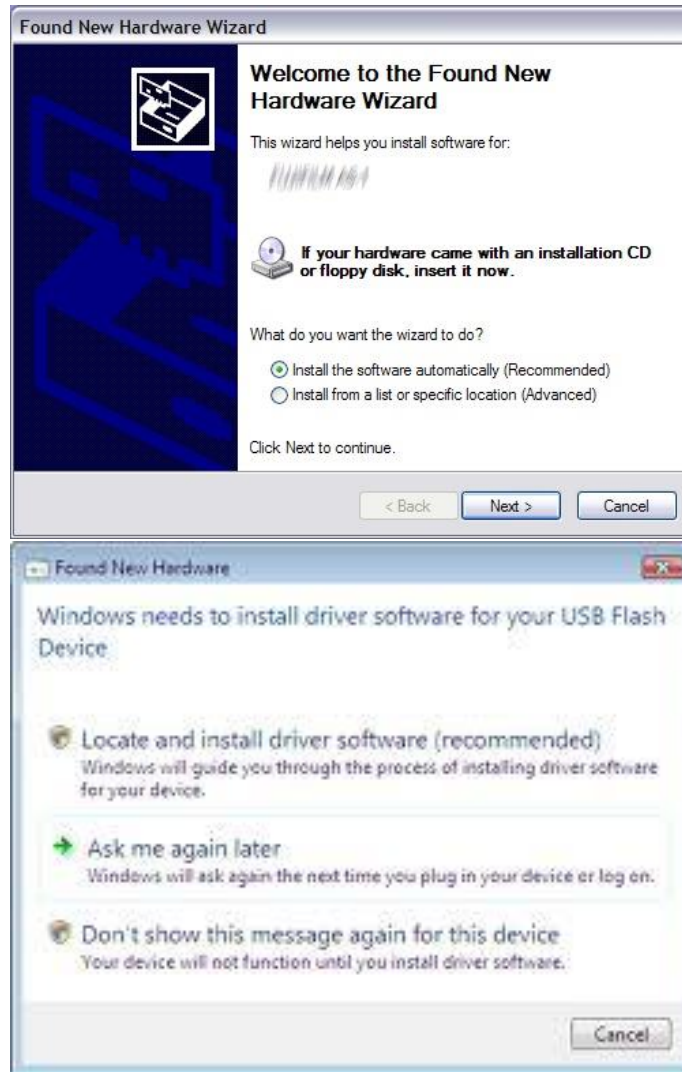 Found New Hardware Wizard
Welcome to the Found New
Hardware Wizard
This wizard helps you install software for:
If your hardware came with an installation CD
or floppy disk, insert it now.
What do you want the wizard to do?
Install the software automatically (Recommended)
Install from a list or specific location (Advanced)
Click Next to continue.
< Back Next > Cancel
Found New Hardware
Windows needs to install driver software for your USB Flash
Device
Locate and install driver software (recommended)
Windows will guide you through the process of installing driver software
for your device.
Ask me again later
Windows will ask again the next time you plug in your device or log on.
Don't show this message again for this device
Your device will not function until you install driver software.
Cancel